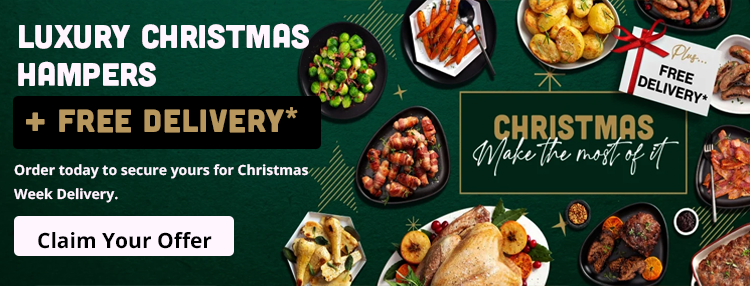 LUXURY CHRISTMAS
HAMPERS
+ FREE DELIVERY*
Order today to secure yours for Christmas
Week Delivery.
Claim Your Offer
CHRISTMAS
Make the most of it
Plus...
FREE
DELIVERY*